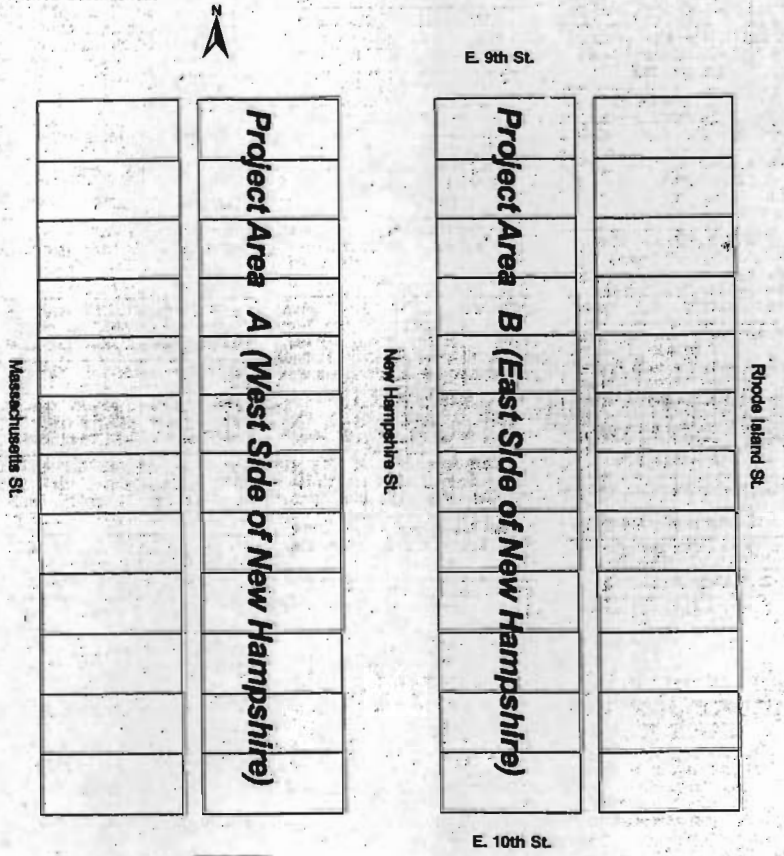 N
E. 9th St.
Project Area A (West Side of New Hampshire)
Project Area B (East Side of New Hampshire)
Massachusetts St.
New Hampshire St.
Rhode Island St.
E. 10th St.